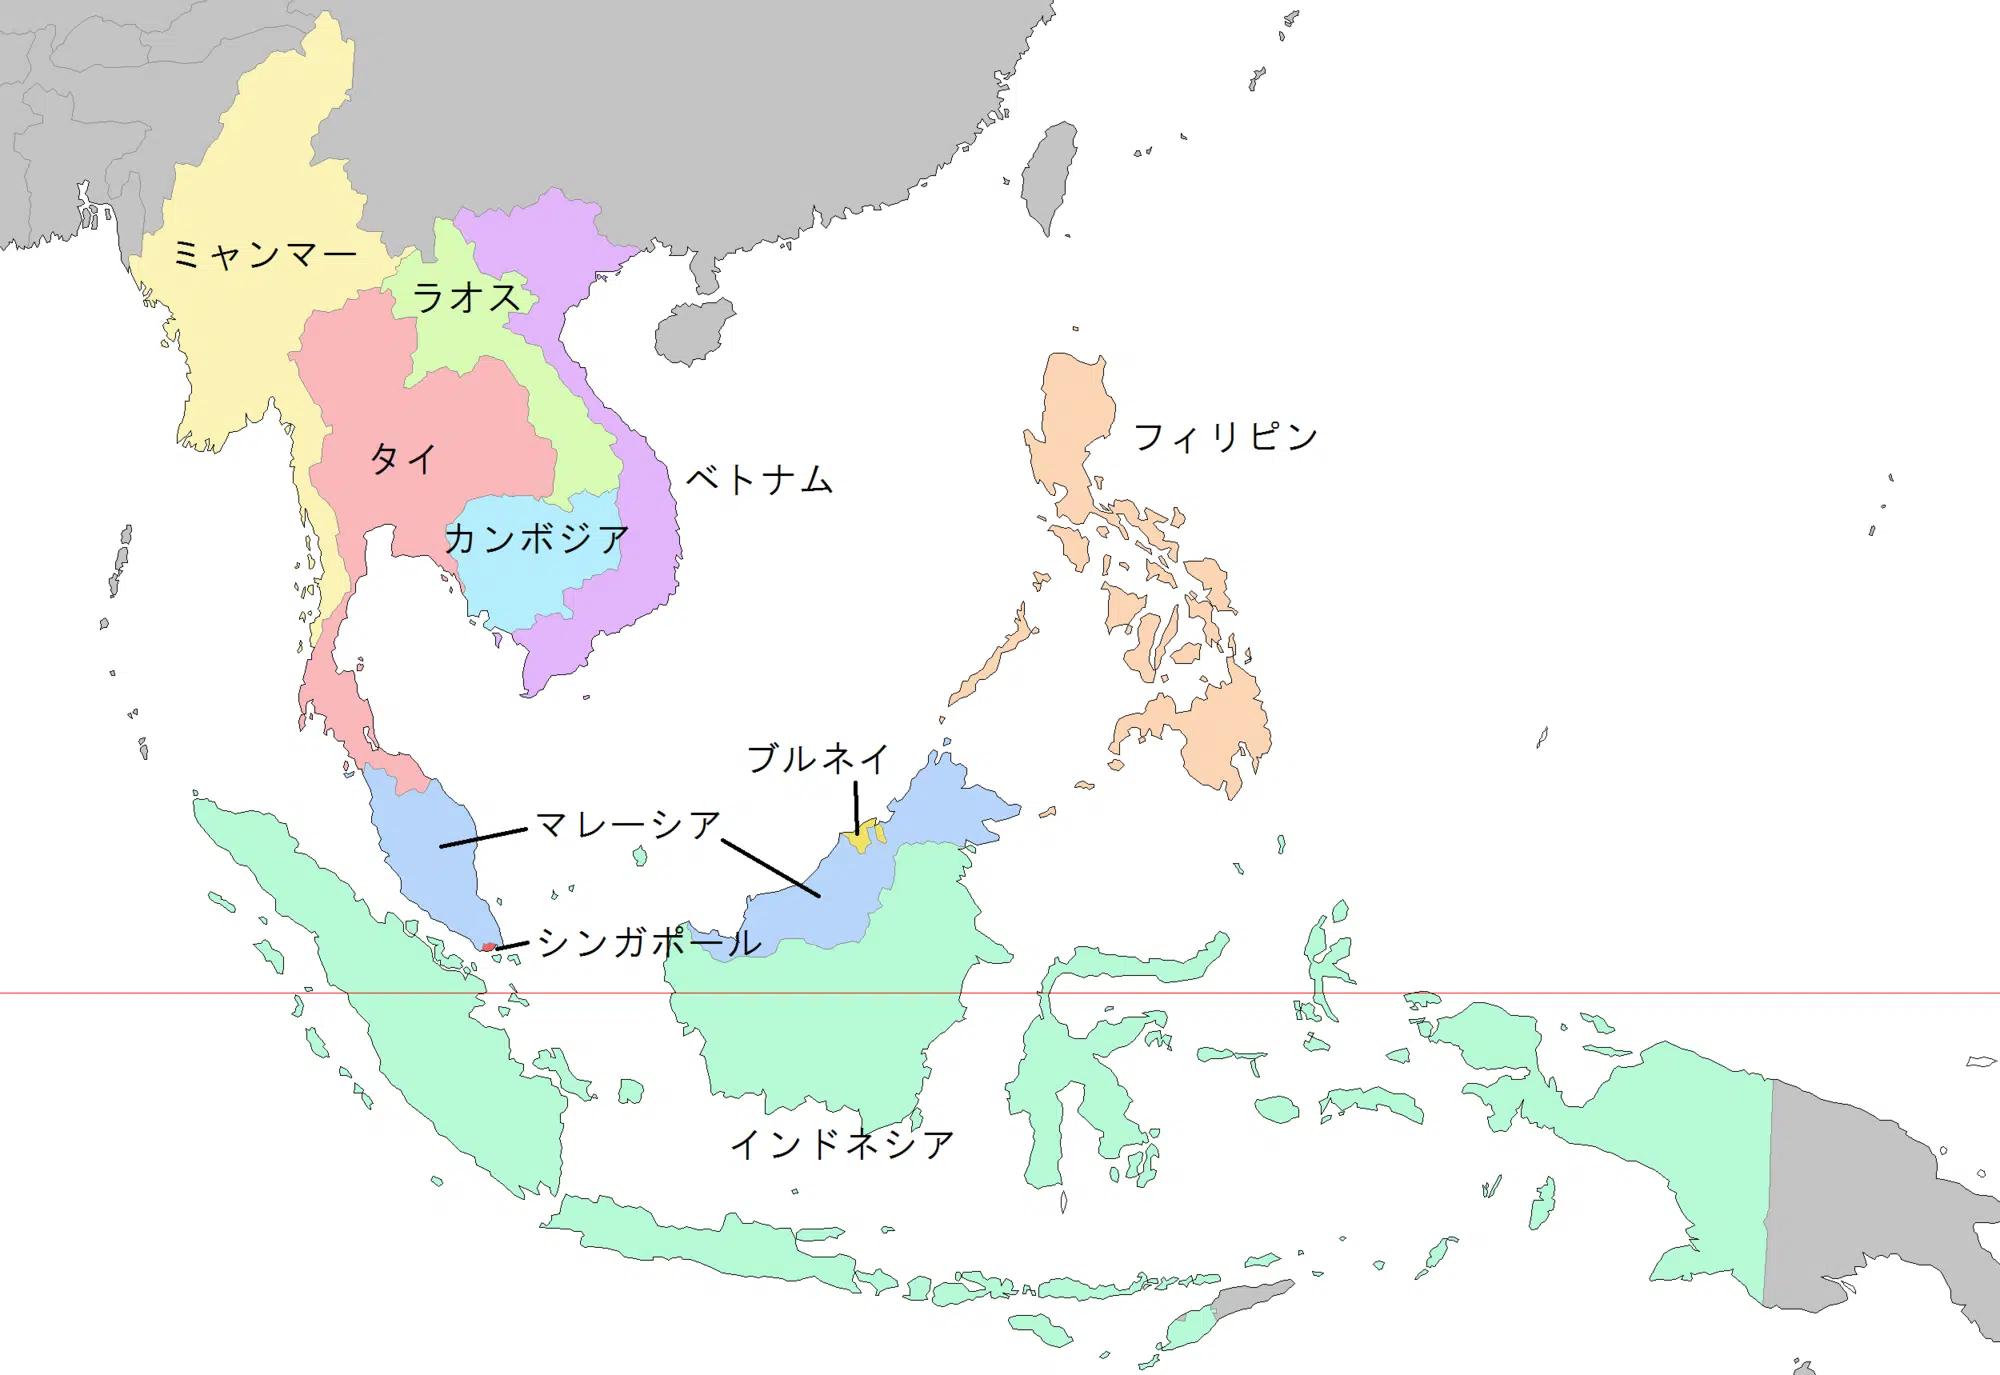 ミャンマー
ラオス
タイ
ベトナム
フィリピン
カンボジア
ブルネイ
マレーシア
シンガポール
インドネシア